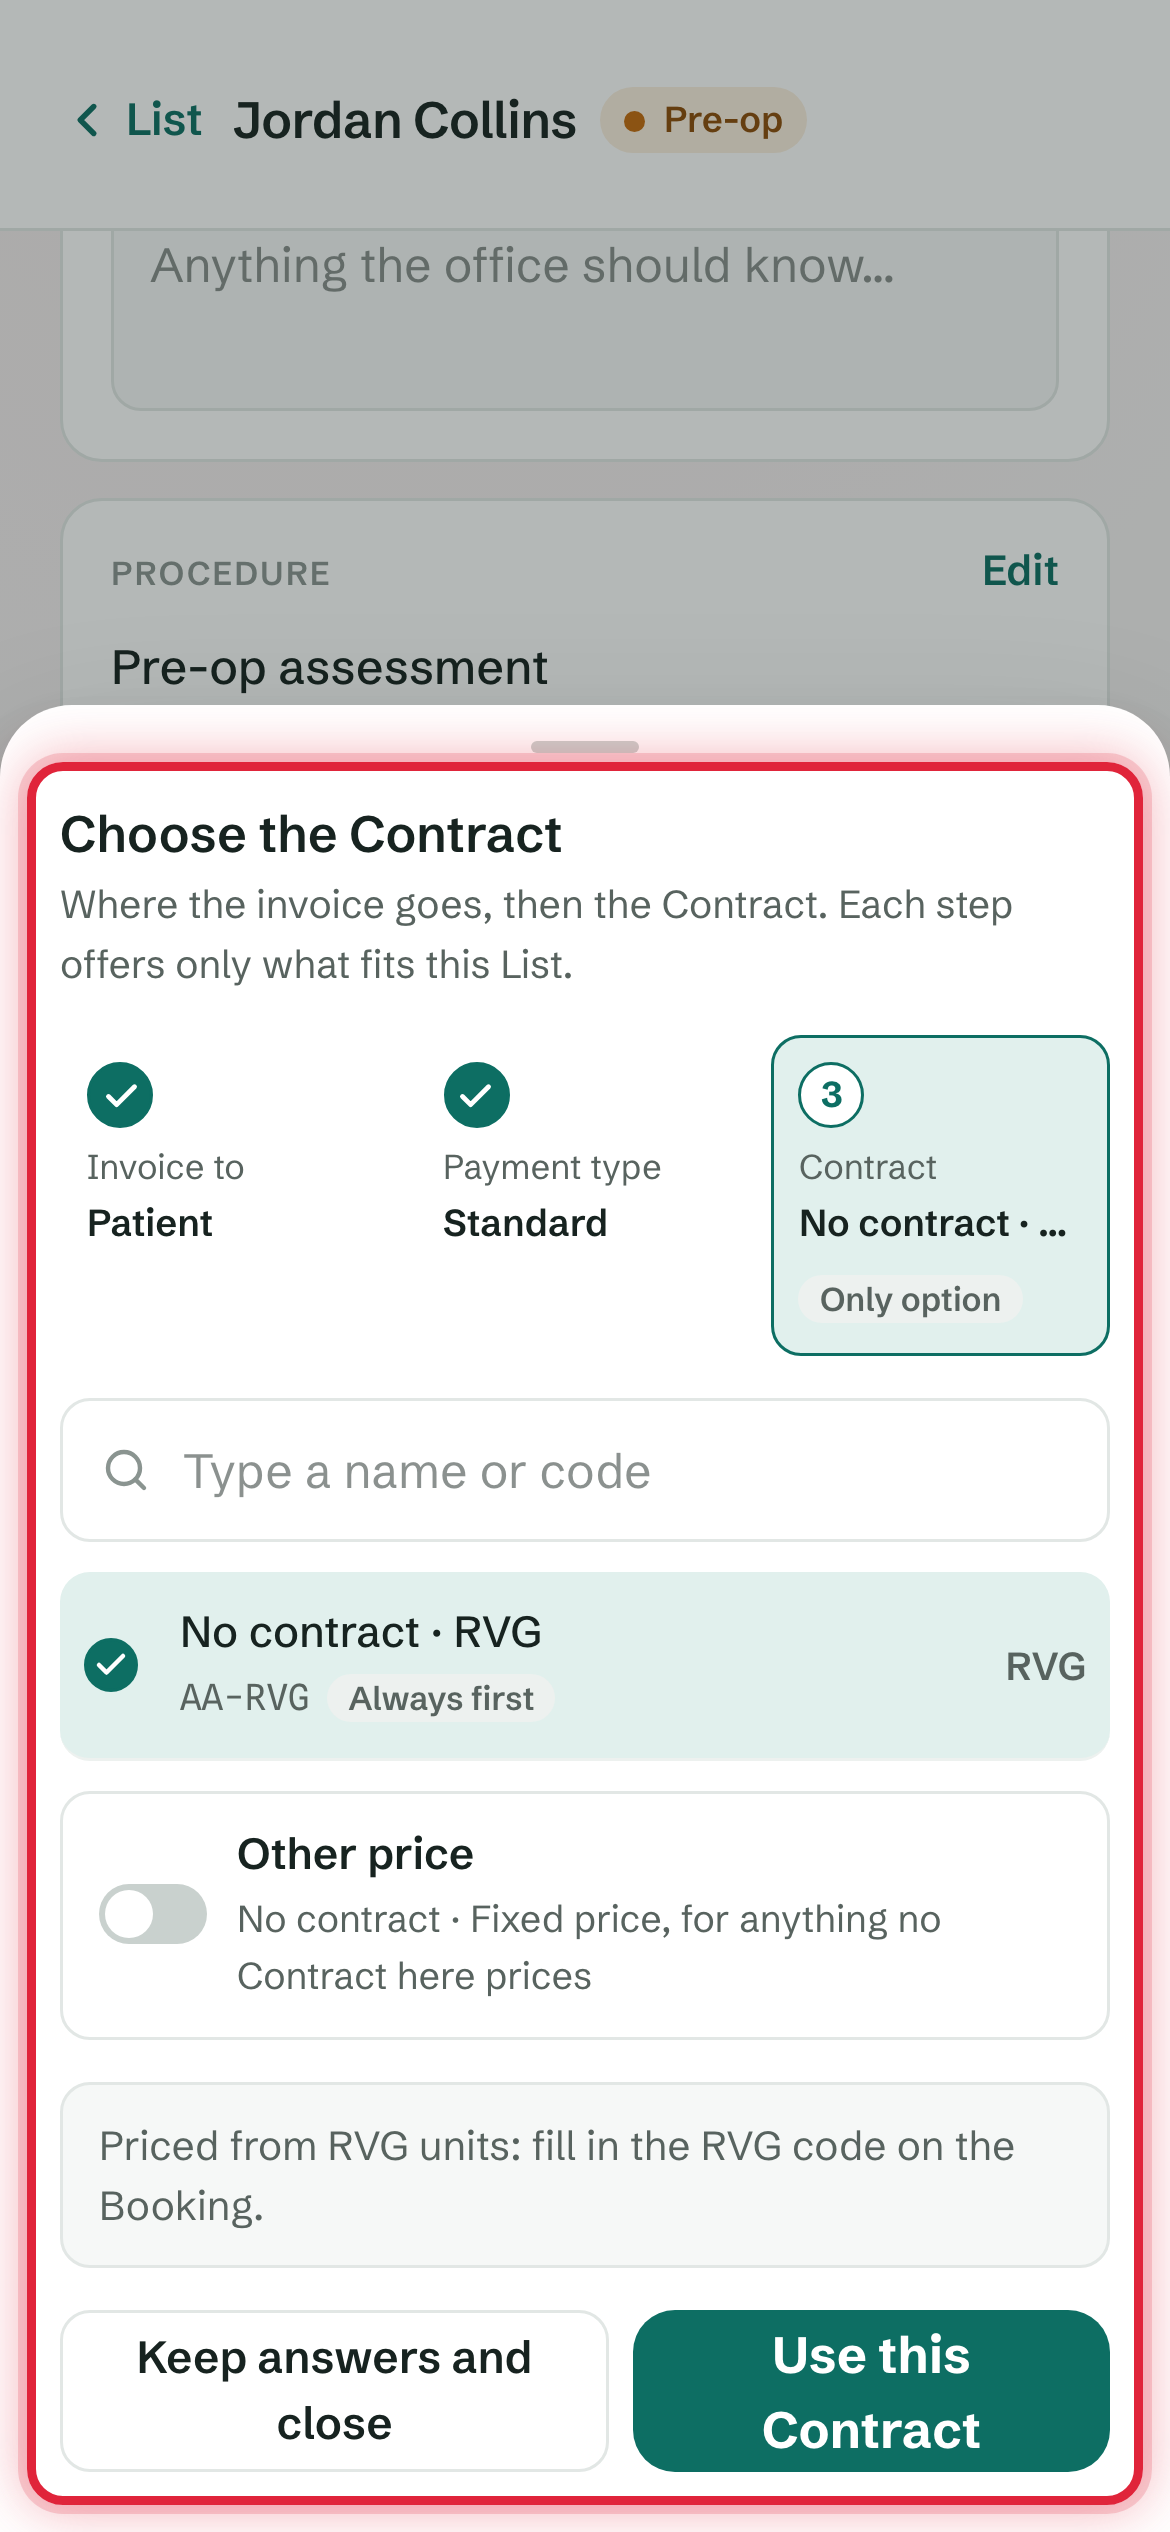 List Jordan Collins Pre-op
Anything the office should know...
PROCEDURE Edit
Pre-op assessment
Choose the Contract
Where the invoice goes, then the Contract. Each step
offers only what fits this List.
3
Invoice to Payment type Contract
Patient Standard No contract · ...
Only option
Type a name or code
No contract · RVG
AA-RVG Always first RVG
Other price
No contract · Fixed price, for anything no
Contract here prices
Priced from RVG units: fill in the RVG code on the
Booking.
Keep answers and
close
Use this
Contract